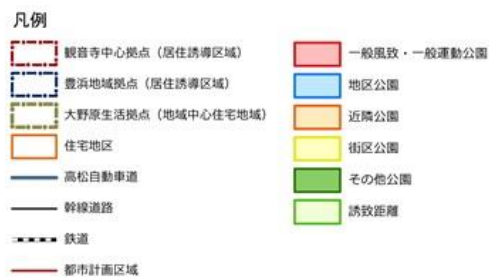 凡例
観音寺中心拠点（居住誘導区域）
豊浜地域拠点（居住誘導区域）
大野原生活拠点（地域中心住宅地域）
住宅地区
高松自動車道
幹線道路
鉄道
都市計画区域
一般風致・一般運動公園
地区公園
近隣公園
街区公園
その他公園
誘致距離